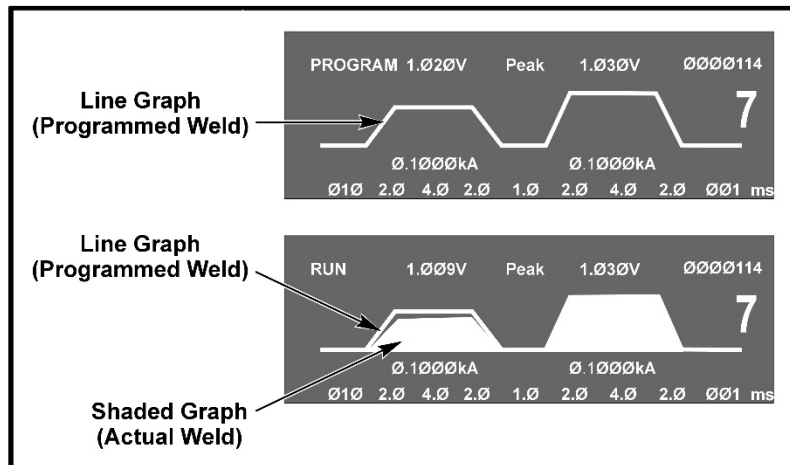 PROGRAM 1.Ø2ØV Peak 1.Ø3ØV ØØØØ114
Line Graph
(Programmed Weld)
7
Ø.1ØØØkA Ø.1ØØØkA
Ø1Ø 2.Ø 4.Ø 2.Ø 1.Ø 2.Ø 4.Ø 2.Ø ØØ1 ms
Line Graph
(Programmed Weld)
RUN 1.ØØ9V Peak 1.Ø3ØV ØØØØ114
7
Ø.1ØØØkA Ø.1ØØØkA
Ø1Ø 2.Ø 4.Ø 2.Ø 1.Ø 2.Ø 4.Ø 2.Ø ØØ1 ms
Shaded Graph
(Actual Weld)